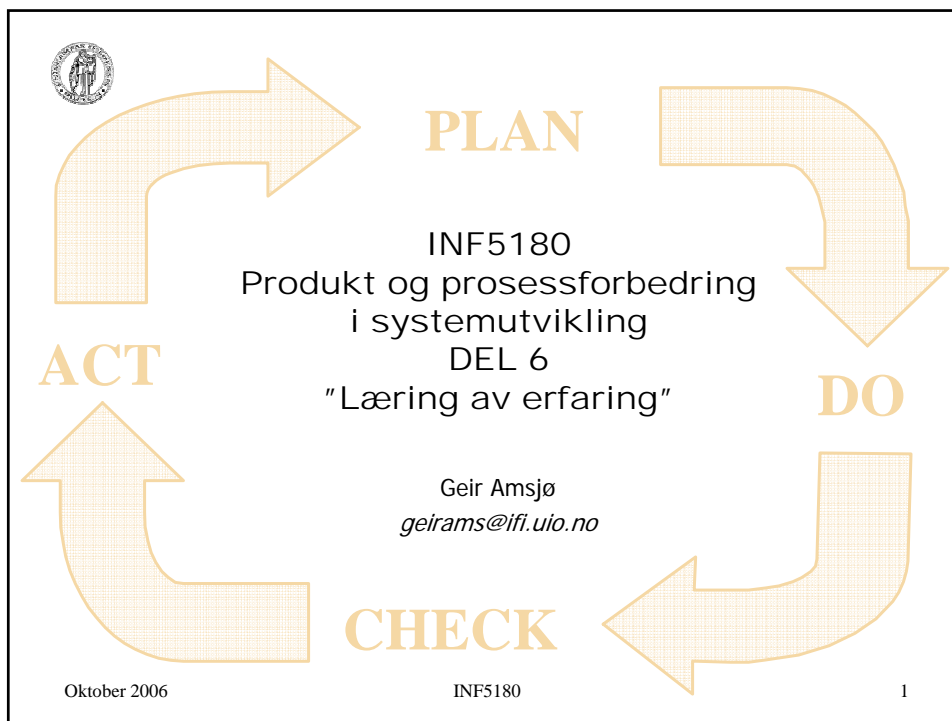 PLAN
INF5180
Produkt og prosessforbedring
i systemutvikling
DEL 6
"Læring av erfaring"
ACT
DO
Geir Amsjø
geirams@ifi.uio.no
CHECK
Oktober 2006
INF5180
1